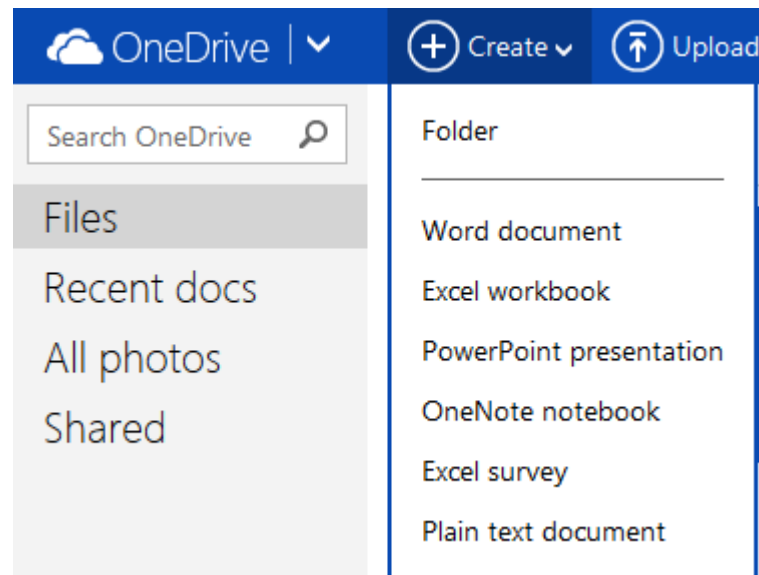 OneDrive
Create
Upload
Search OneDrive
Files
Recent docs
All photos
Shared
Folder
Word document
Excel workbook
PowerPoint presentation
OneNote notebook
Excel survey
Plain text document